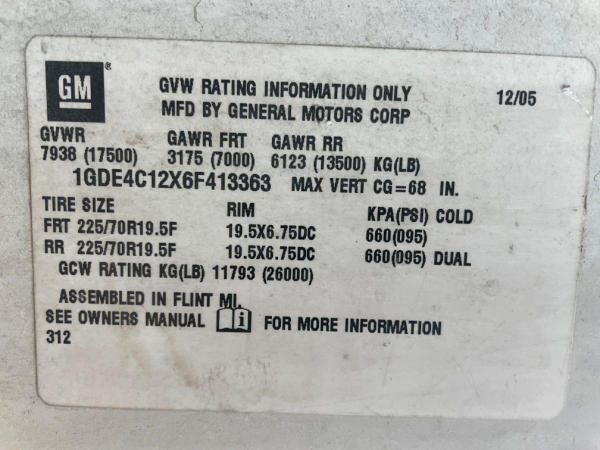 GM ®
GVW RATING INFORMATION ONLY 12/05
MFD BY GENERAL MOTORS CORP
GVWR GAWR FRT GAWR RR
7938 (17500) 3175 (7000) 6123 (13500) KG(LB)
1GDE4C12X6F413363 MAX VERT CG=68 IN.
TIRE SIZE RIM KPA(PSI) COLD
FRT 225/70R19.5F 19.5X6.75DC 660(095)
RR 225/70R19.5F 19.5X6.75DC 660(095) DUAL
GCW RATING KG(LB) 11793 (26000)
ASSEMBLED IN FLINT MI.
SEE OWNERS MANUAL i FOR MORE INFORMATION
312